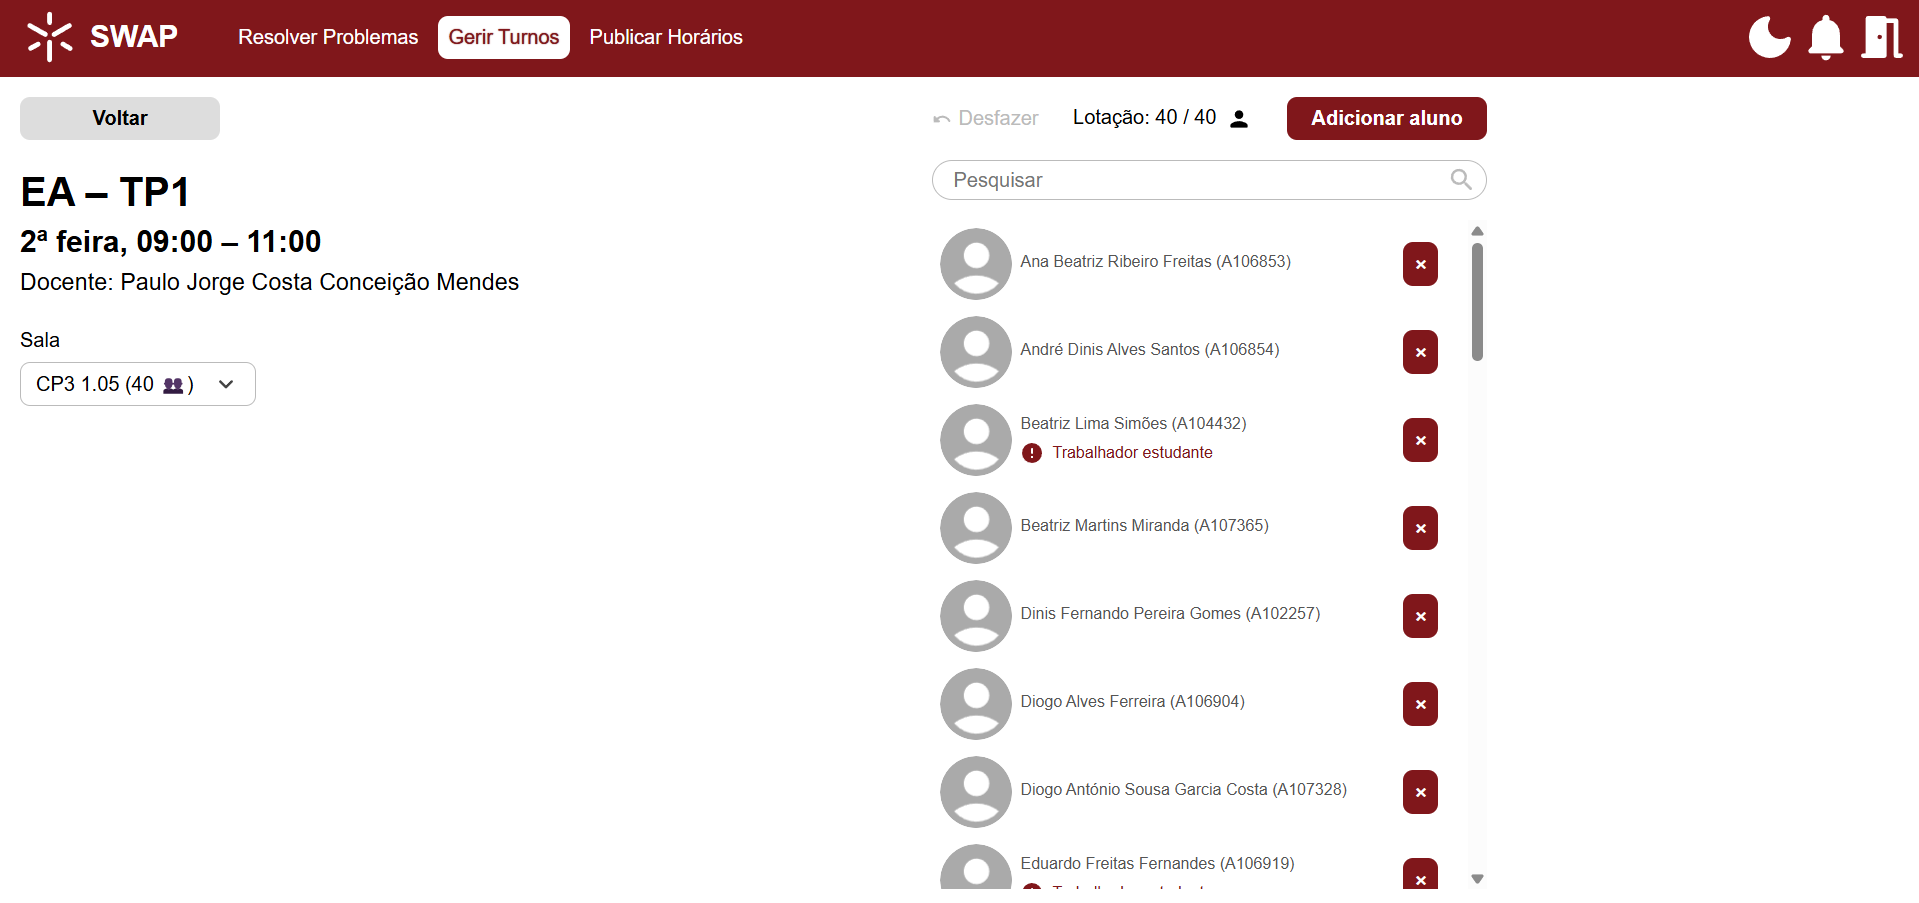 SWAP
Resolver Problemas
Gerir Turnos
Publicar Horários
Voltar
EA – TP1
2ª feira, 09:00 – 11:00
Docente: Paulo Jorge Costa Conceição Mendes
Sala
CP3 1.05 (40 👥)
Desfazer
Lotação: 40 / 40
Adicionar aluno
Pesquisar
Ana Beatriz Ribeiro Freitas (A106853)
André Dinis Alves Santos (A106854)
Beatriz Lima Simões (A104432)
Trabalhador estudante
Beatriz Martins Miranda (A107365)
Dinis Fernando Pereira Gomes (A102257)
Diogo Alves Ferreira (A106904)
Diogo António Sousa Garcia Costa (A107328)
Eduardo Freitas Fernandes (A106919)